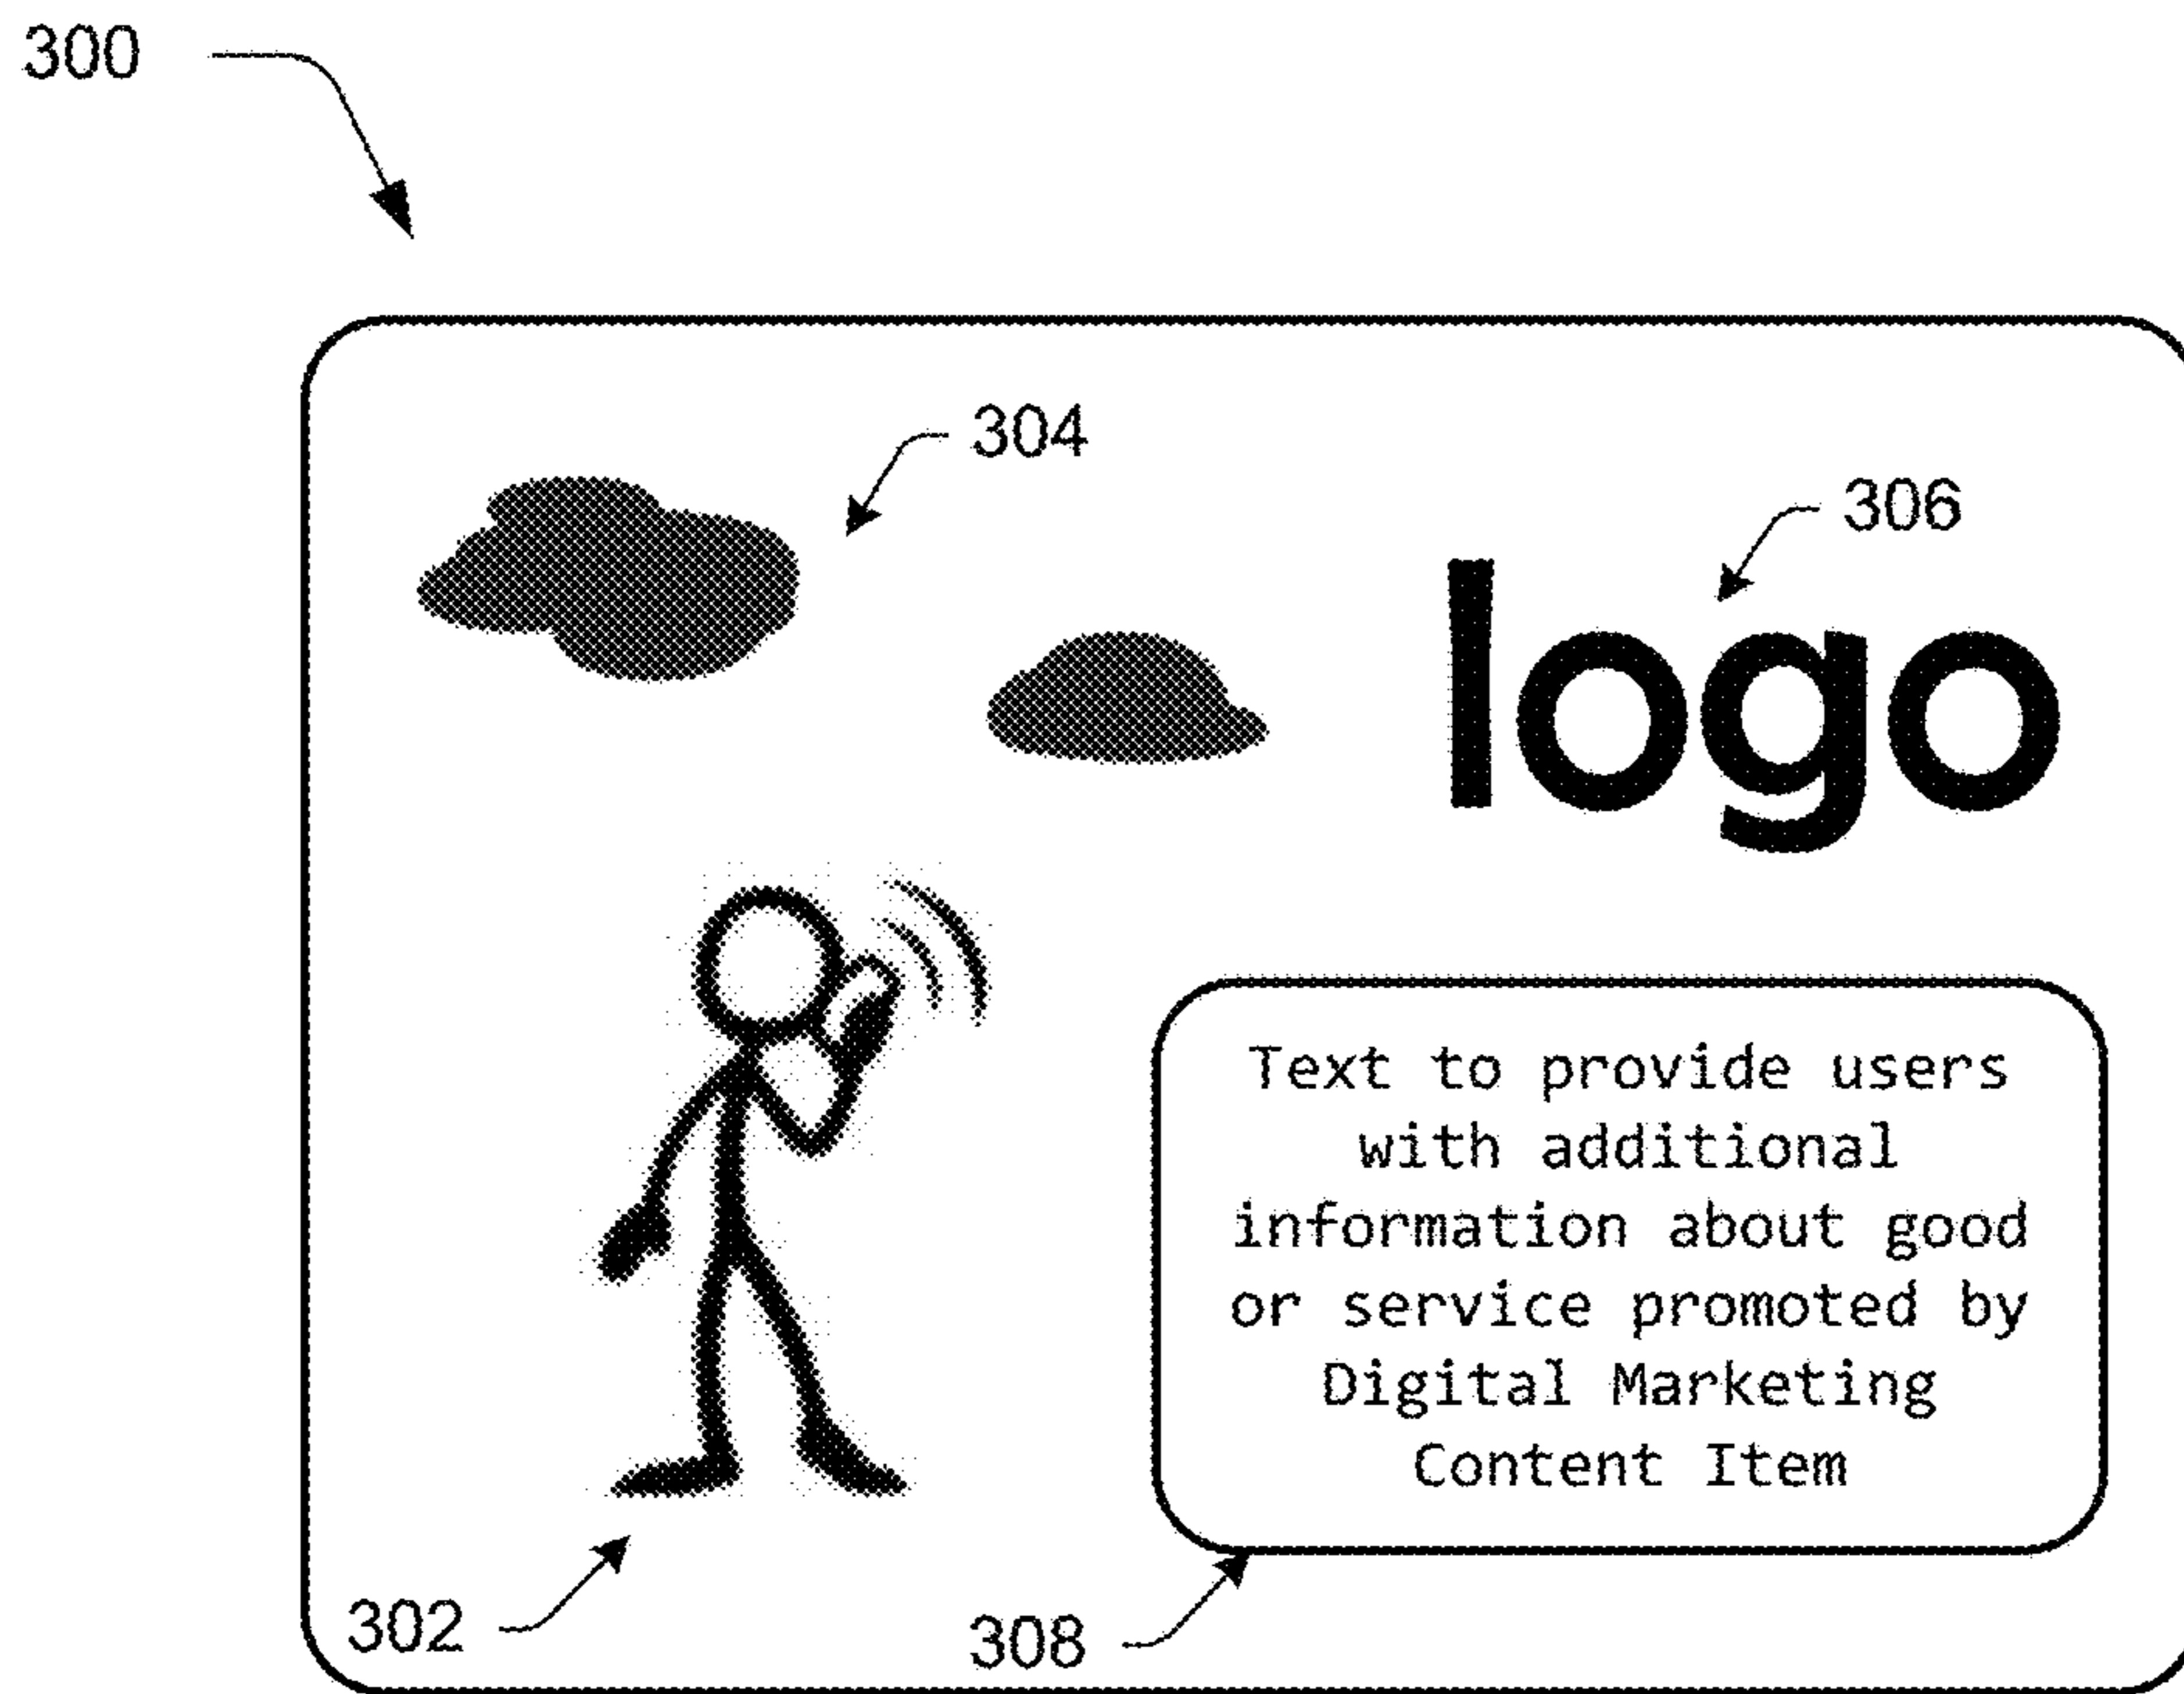 300
304
306
logo
Text to provide users
with additional
information about good
or service promoted by
Digital Marketing
Content Item
302
308